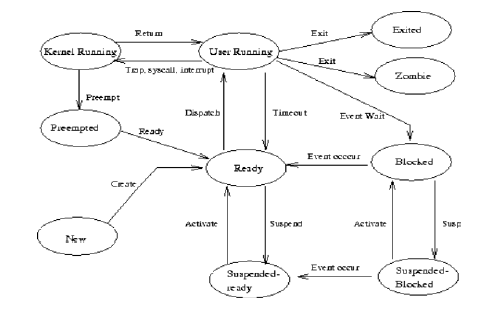 Return
Exit
Exited
Kernel Running
User Running
Trap, syscall, interrupt
Exit
Zombie
Preempt
Preempted
Ready
Dispatch
Timeout
Event Wait
Ready
Event occcur
Blocked
Create
New
Activate
Suspend
Activate
Susp
Suspended-
ready
Event occur
Suspended-
Blocked